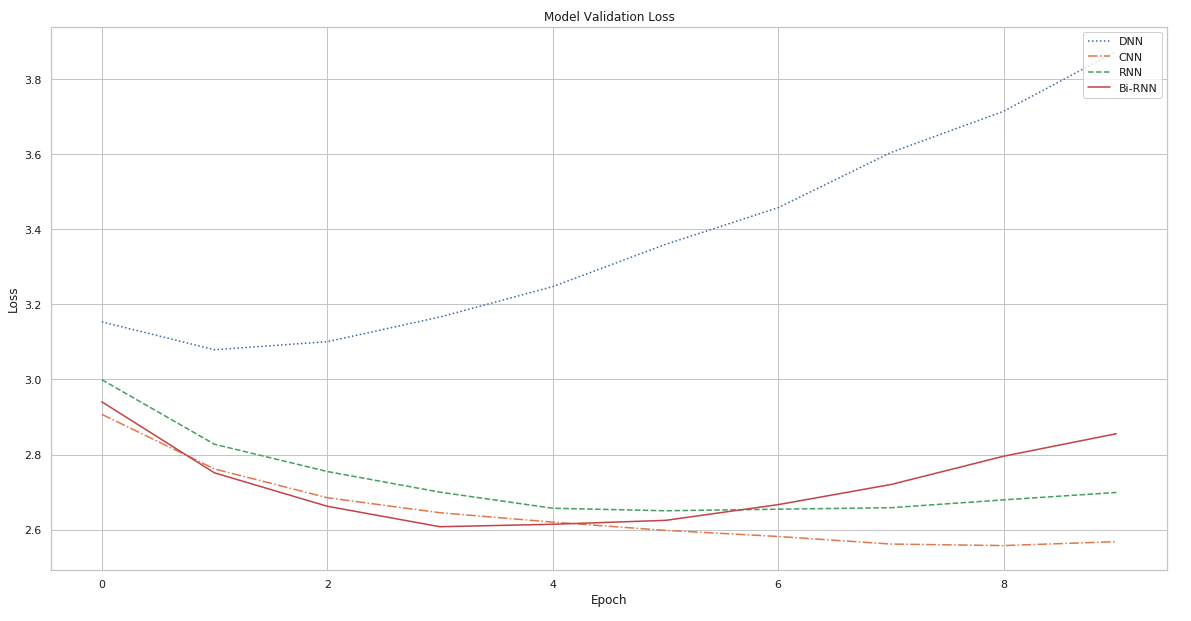 Model Validation Loss
DNN
CNN
RNN
Bi-RNN
3.8
3.6
3.4
3.2
3.0
2.8
2.6
Loss
0
2
4
6
8
Epoch